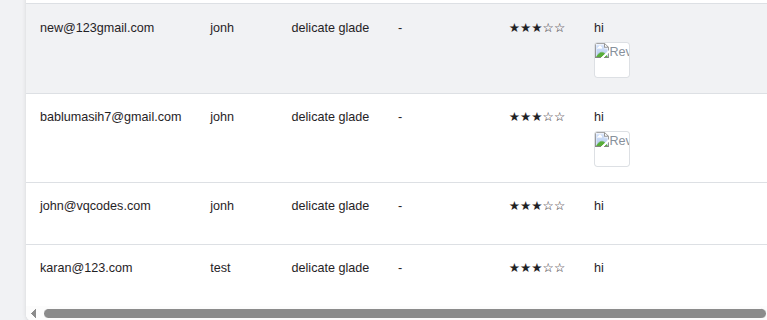 new@123gmail.com jonh delicate glade - ★★★☆☆ hi
Rev
bablumasih7@gmail.com john delicate glade - ★★★☆☆ hi
Rev
john@vqcodes.com jonh delicate glade - ★★★☆☆ hi
karan@123.com test delicate glade - ★★★☆☆ hi